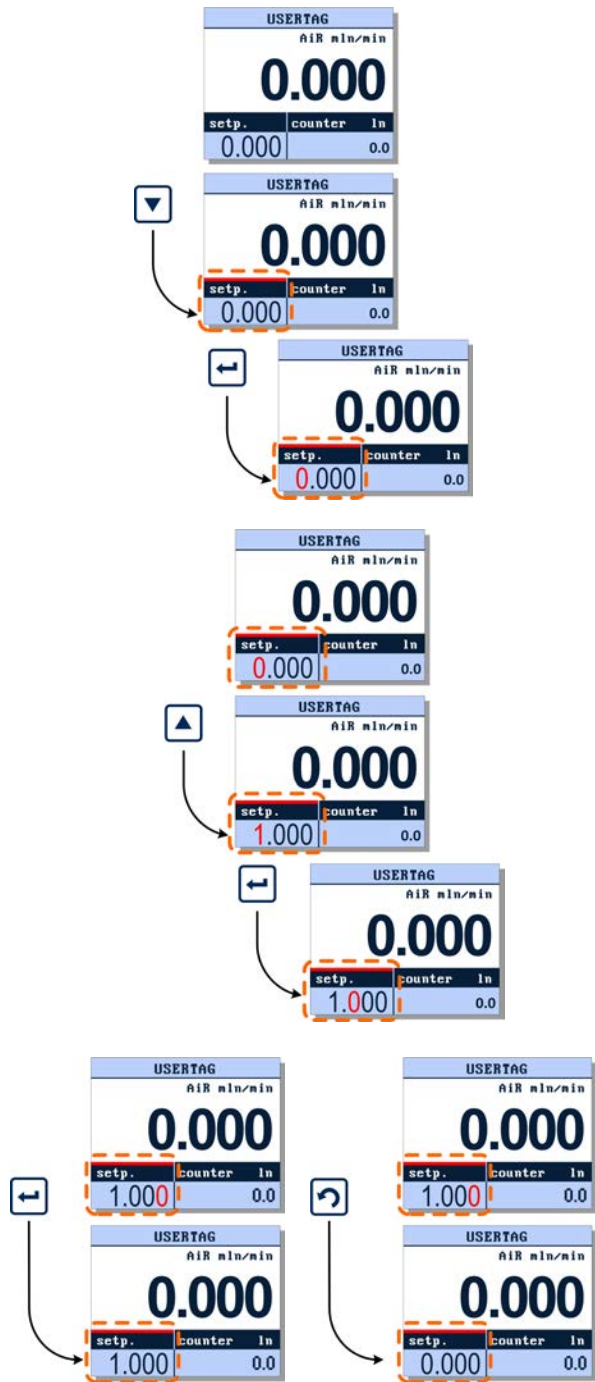 USERTAG
AiR mln/min
0.000
setp. counter ln
0.000 0.0
USERTAG
AiR mln/min
0.000
setp. counter ln
0.000 0.0
USERTAG
AiR mln/min
0.000
setp. counter ln
0.000 0.0
USERTAG
AiR mln/min
0.000
setp. counter ln
0.000 0.0
USERTAG
AiR mln/min
0.000
setp. counter ln
1.000 0.0
USERTAG
AiR mln/min
0.000
setp. counter ln
1.000 0.0
USERTAG
AiR mln/min
0.000
setp. counter ln
1.000 0.0
USERTAG
AiR mln/min
0.000
setp. counter ln
1.000 0.0
USERTAG
AiR mln/min
0.000
setp. counter ln
1.000 0.0
USERTAG
AiR mln/min
0.000
setp. counter ln
0.000 0.0